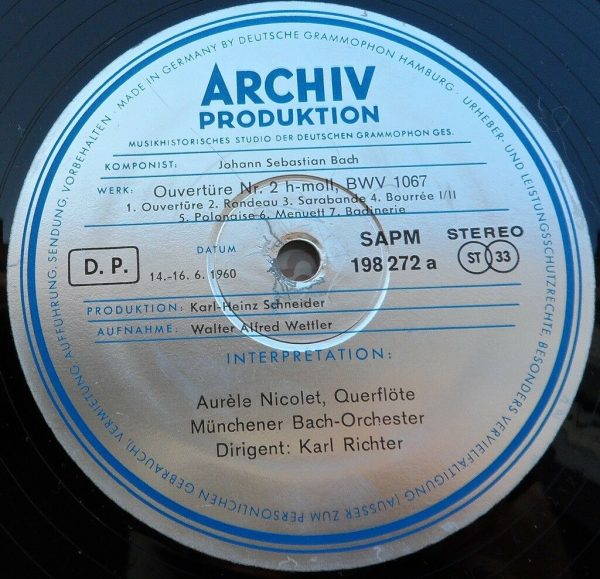 MADE IN GERMANY BY DEUTSCHE GRAMMOPHON HAMBURG · URHEBER- UND LEISTUNGSSCHUTZRECHTE, BESONDERS VERVIELFÄLTIGUNG (AUSSER ZUM PERSÖNLICHEN GEBRAUCH), VERMIETUNG, AUFFÜHRUNG, SENDUNG, VORBEHALTEN ·
ARCHIV
PRODUKTION
MUSIKHISTORISCHES STUDIO DER DEUTSCHEN GRAMMOPHON GES.
KOMPONIST: Johann Sebastian Bach
WERK: Ouvertüre Nr. 2 h-moll, BWV 1067
1. Ouvertüre 2. Rondeau 3. Sarabande 4. Bourrée I/II
5. Polonaise 6. Menuett 7. Badinerie
D. P.
DATUM
14.-16. 6. 1960
SAPM
198 272 a
STEREO
ST 33
PRODUKTION: Karl-Heinz Schneider
AUFNAHME: Walter Alfred Wettler
INTERPRETATION:
Aurèle Nicolet, Querflöte
Münchener Bach-Orchester
Dirigent: Karl Richter